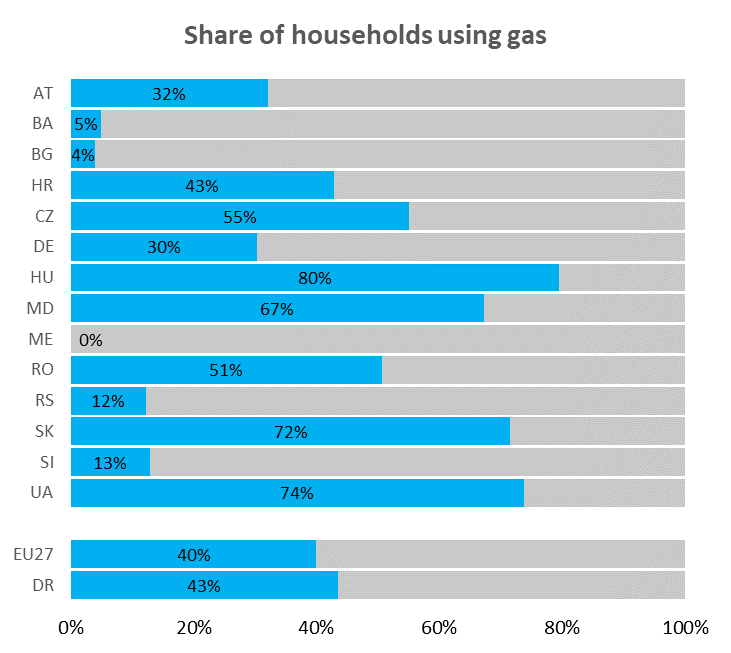 Share of households using gas
AT 32%
BA 5%
BG 4%
HR 43%
CZ 55%
DE 30%
HU 80%
MD 67%
ME 0%
RO 51%
RS 12%
SK 72%
SI 13%
UA 74%
EU27 40%
DR 43%
0% 20% 40% 60% 80% 100%